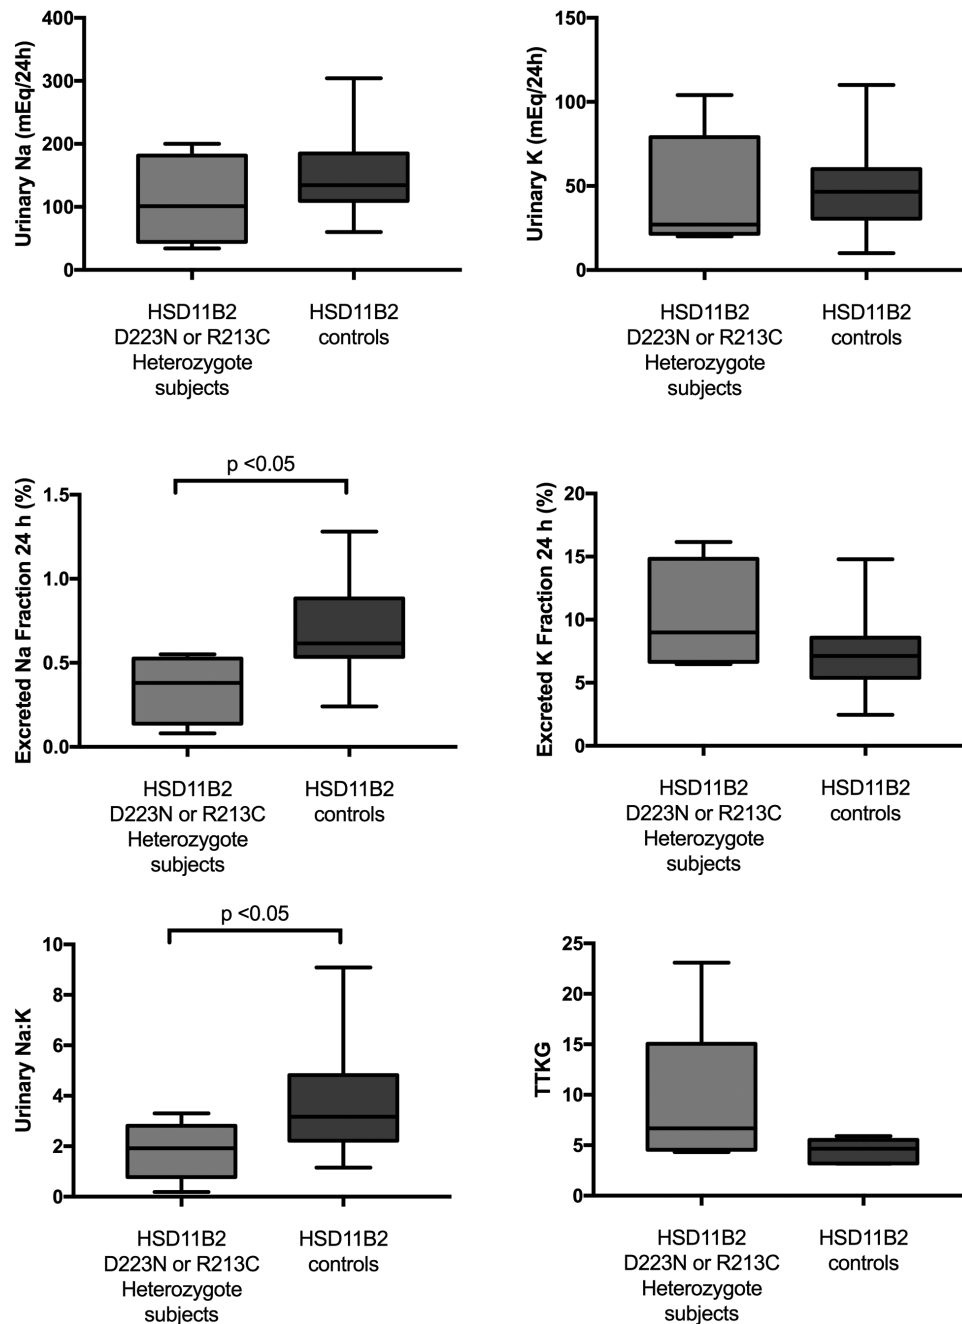 Urinary Na (mEq/24h)
400
300
200
100
0
HSD11B2
D223N or R213C
Heterozygote
subjects
HSD11B2
controls
Urinary K (mEq/24h)
150
100
50
0
HSD11B2
D223N or R213C
Heterozygote
subjects
HSD11B2
controls
p <0.05
Excreted Na Fraction 24 h (%)
1.5
1.0
0.5
0.0
HSD11B2
D223N or R213C
Heterozygote
subjects
HSD11B2
controls
Excreted K Fraction 24 h (%)
20
15
10
5
0
HSD11B2
D223N or R213C
Heterozygote
subjects
HSD11B2
controls
p <0.05
Urinary Na:K
10
8
6
4
2
0
HSD11B2
D223N or R213C
Heterozygote
subjects
HSD11B2
controls
TTKG
25
20
15
10
5
0
HSD11B2
D223N or R213C
Heterozygote
subjects
HSD11B2
controls